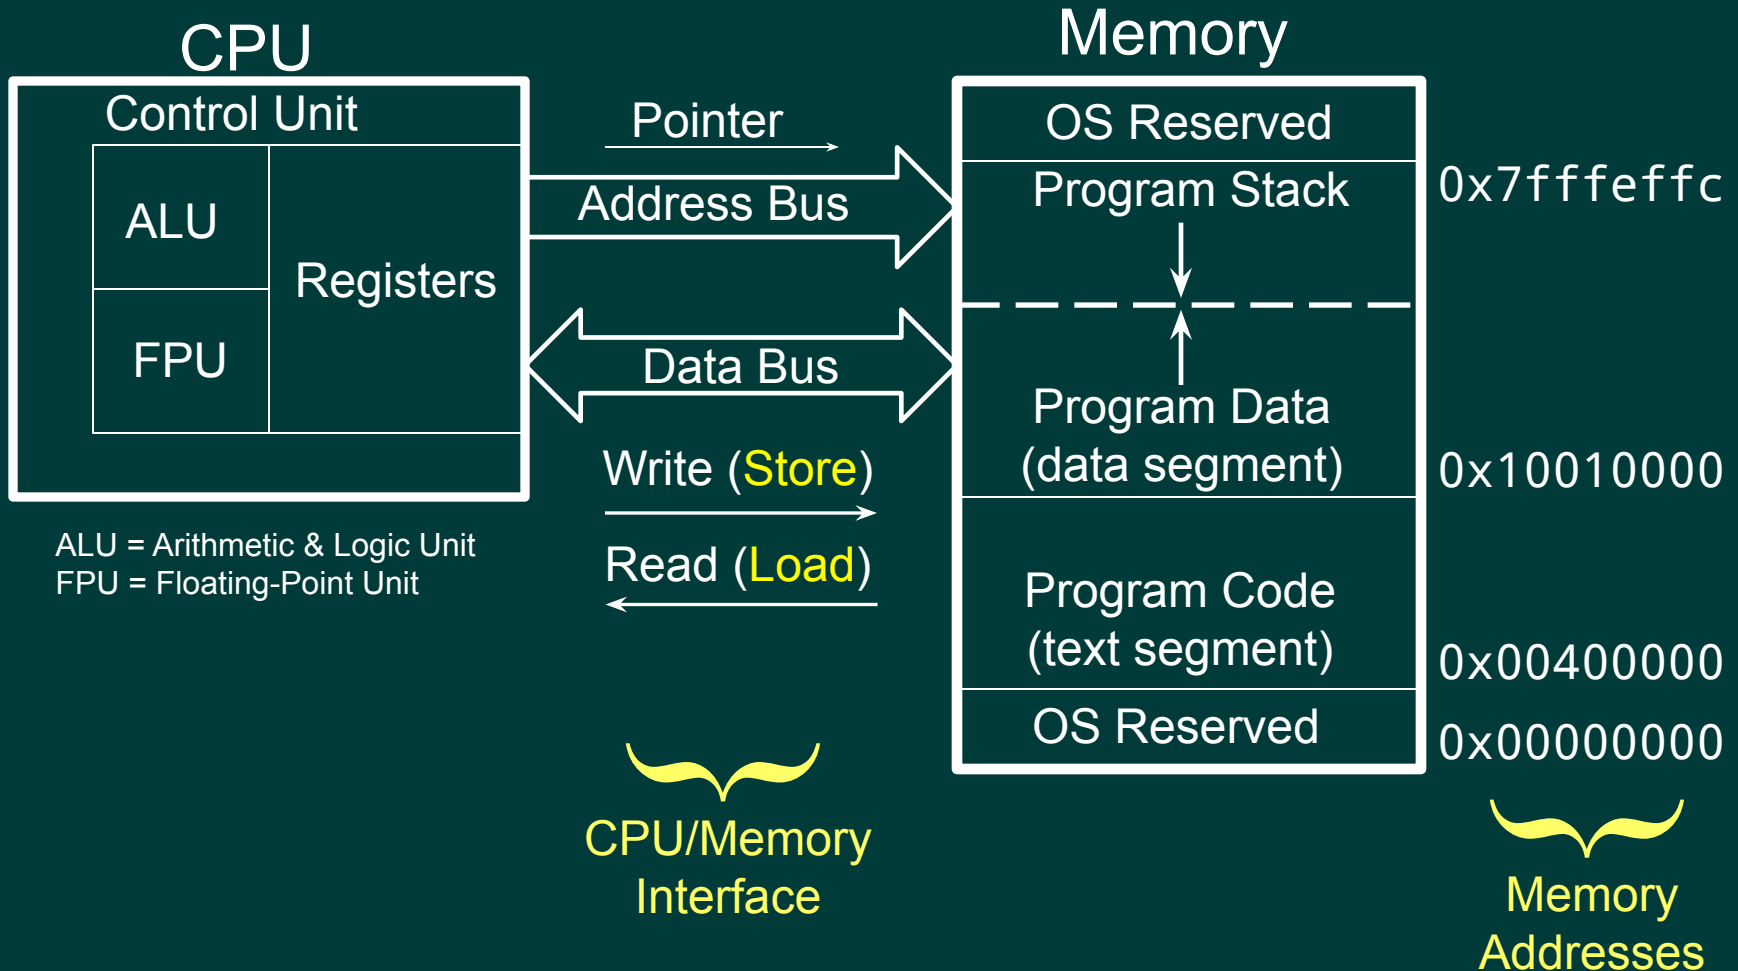 CPU
Control Unit
ALU
FPU
Registers
ALU = Arithmetic & Logic Unit
FPU = Floating-Point Unit
Pointer
Address Bus
Data Bus
Write (Store)
Read (Load)
CPU/Memory
Interface
Memory
OS Reserved
Program Stack
Program Data
(data segment)
Program Code
(text segment)
OS Reserved
0x7fffeffc
0x10010000
0x00400000
0x00000000
Memory
Addresses